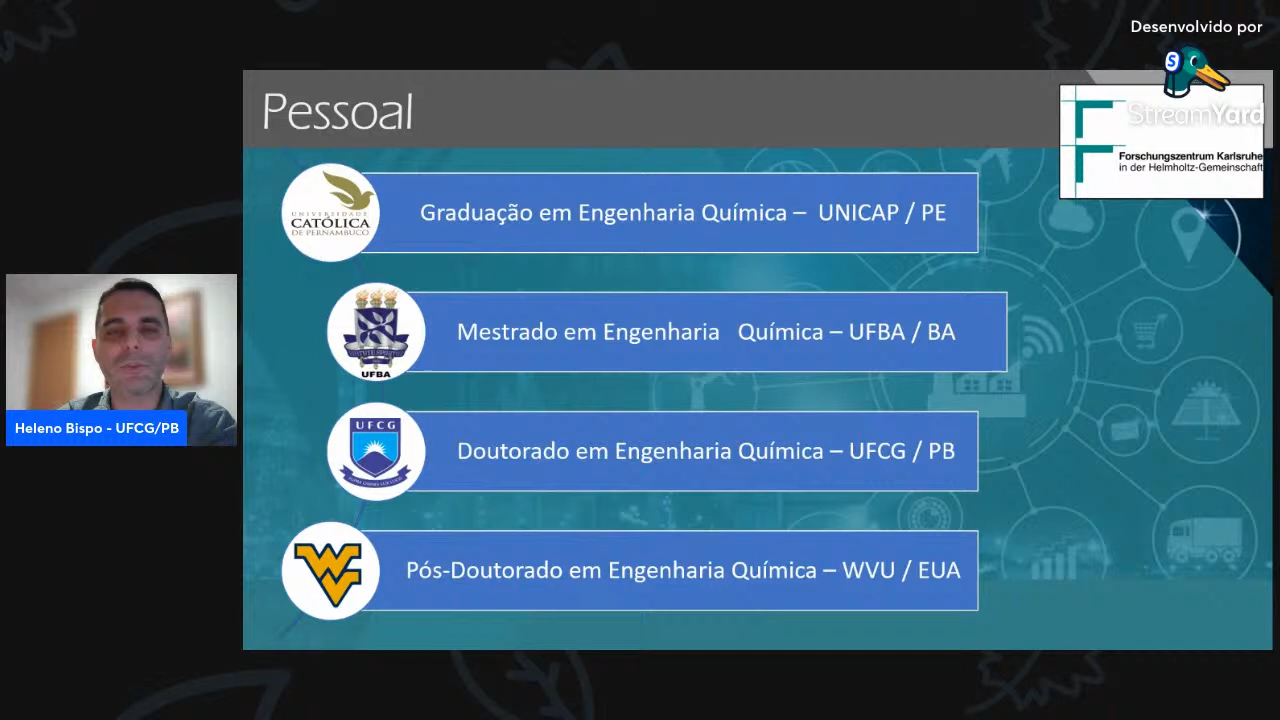 Desenvolvido por
S
StreamYard
Pessoal
Forschungszentrum Karlsruhe
in der Helmholtz-Gemeinschaft
UNIVERSIDADE
CATÓLICA
DE PERNAMBUCO
Graduação em Engenharia Química – UNICAP / PE
UFBA
Mestrado em Engenharia Química – UFBA / BA
UFCG
Doutorado em Engenharia Química – UFCG / PB
WV
Pós-Doutorado em Engenharia Química – WVU / EUA
Heleno Bispo - UFCG/PB